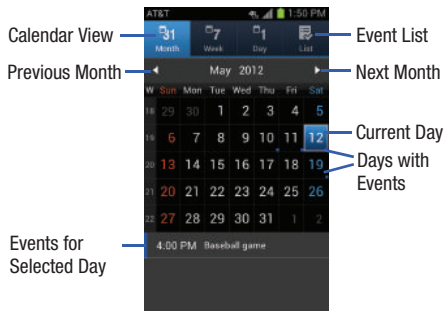 AT&T 4G 1:50 PM
Calendar View
31 7 1
Month Week Day List
Event List
Previous Month
May 2012
Next Month
W Sun Mon Tue Wed Thu Fri Sat
18 29 30 1 2 3 4 5
19 6 7 8 9 10 11 12
Current Day
20 13 14 15 16 17 18 19
Days with
Events
21 20 21 22 23 24 25 26
22 27 28 29 30 31 1 2
Events for
Selected Day
4:00 PM Baseball game